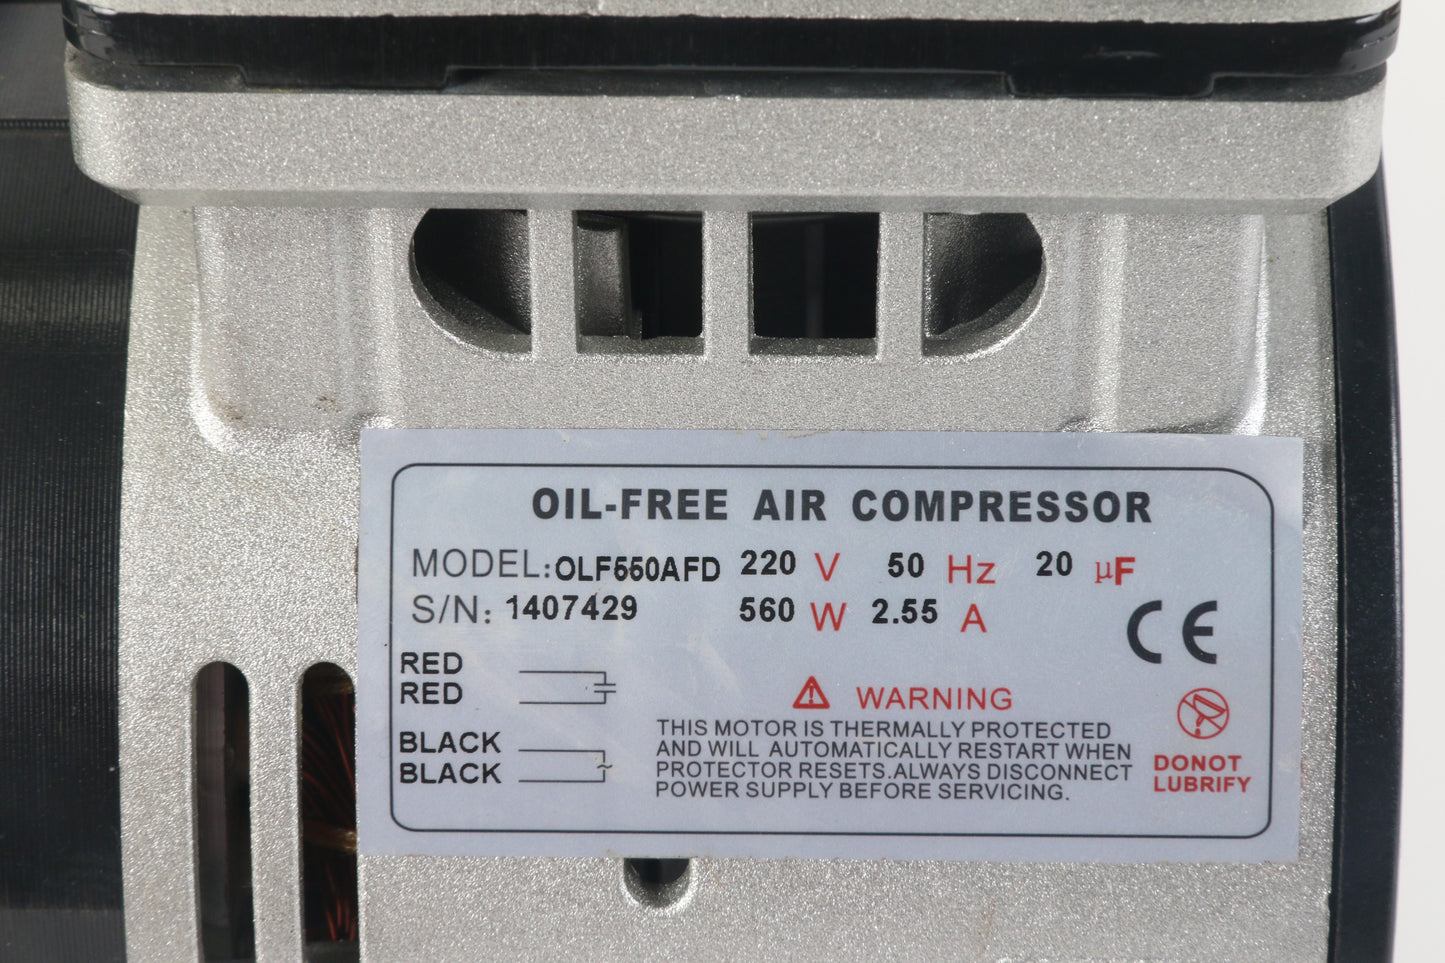 OIL-FREE AIR COMPRESSOR
MODEL: OLF550AFD 220 V 50 Hz 20 µF
S/N: 1407429 560 W 2.55 A
CE
RED
RED
BLACK
BLACK
~
WARNING
THIS MOTOR IS THERMALLY PROTECTED
AND WILL AUTOMATICALLY RESTART WHEN
PROTECTOR RESETS.ALWAYS DISCONNECT
POWER SUPPLY BEFORE SERVICING.
DONOT
LUBRIFY